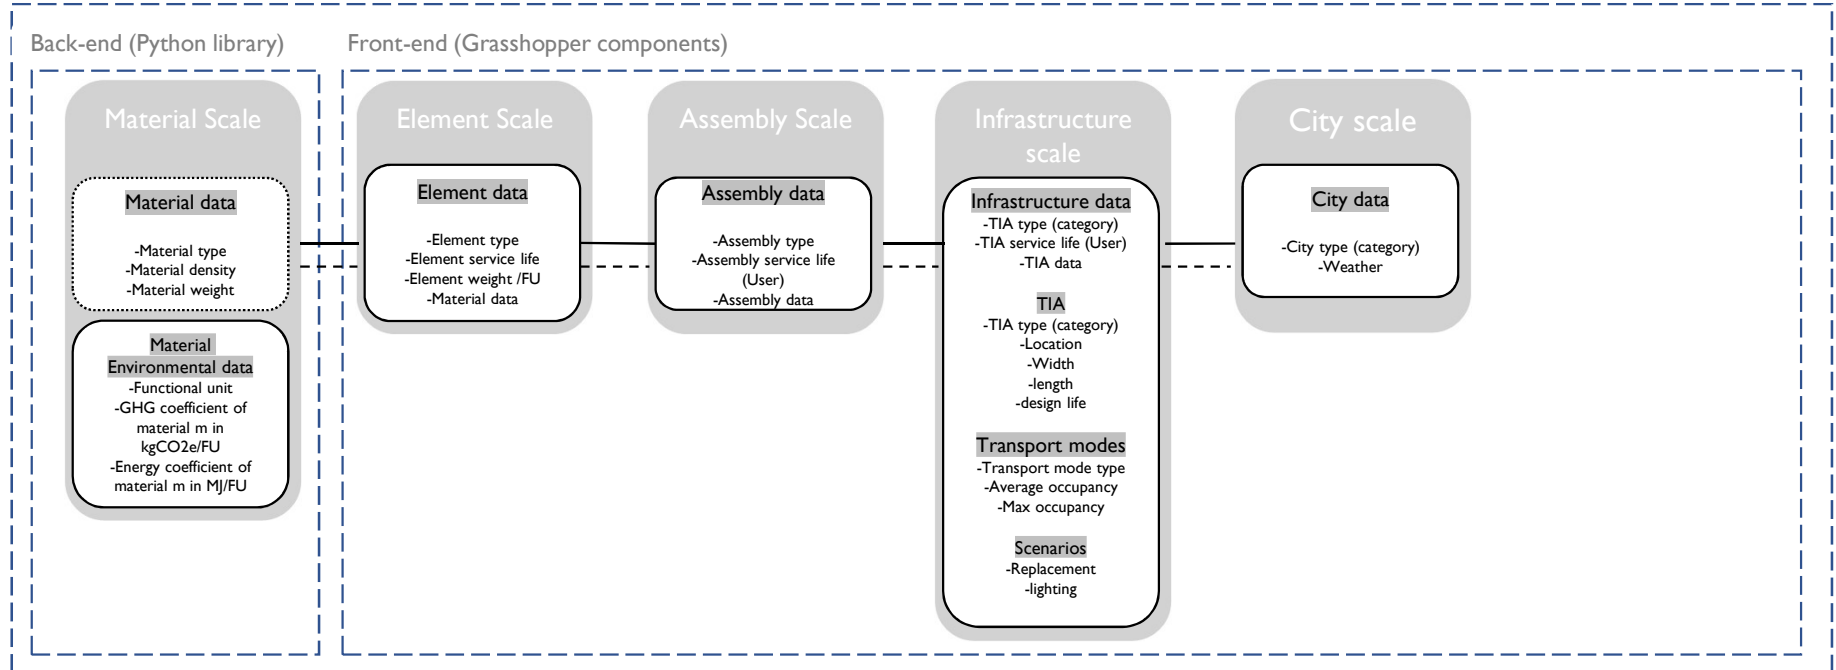 Back-end (Python library)
Front-end (Grasshopper components)
Material Scale
Material data
-Material type
-Material density
-Material weight
Material
Environmental data
-Functional unit
-GHG coefficient of
material m in
kgCO2e/FU
-Energy coefficient of
material m in MJ/FU
Element Scale
Element data
-Element type
-Element service life
-Element weight /FU
-Material data
Assembly Scale
Assembly data
-Assembly type
-Assembly service life
(User)
-Assembly data
Infrastructure
scale
Infrastructure data
-TIA type (category)
-TIA service life (User)
-TIA data
TIA
-TIA type (category)
-Location
-Width
-length
-design life
Transport modes
-Transport mode type
-Average occupancy
-Max occupancy
Scenarios
-Replacement
-lighting
City scale
City data
-City type (category)
-Weather